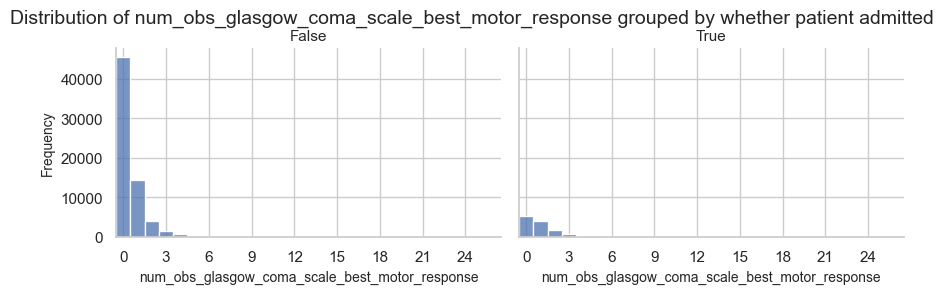 Distribution of num_obs_glasgow_coma_scale_best_motor_response grouped by whether patient admitted
False
True
Frequency
40000
30000
20000
10000
0
0 3 6 9 12 15 18 21 24
0 3 6 9 12 15 18 21 24
num_obs_glasgow_coma_scale_best_motor_response
num_obs_glasgow_coma_scale_best_motor_response